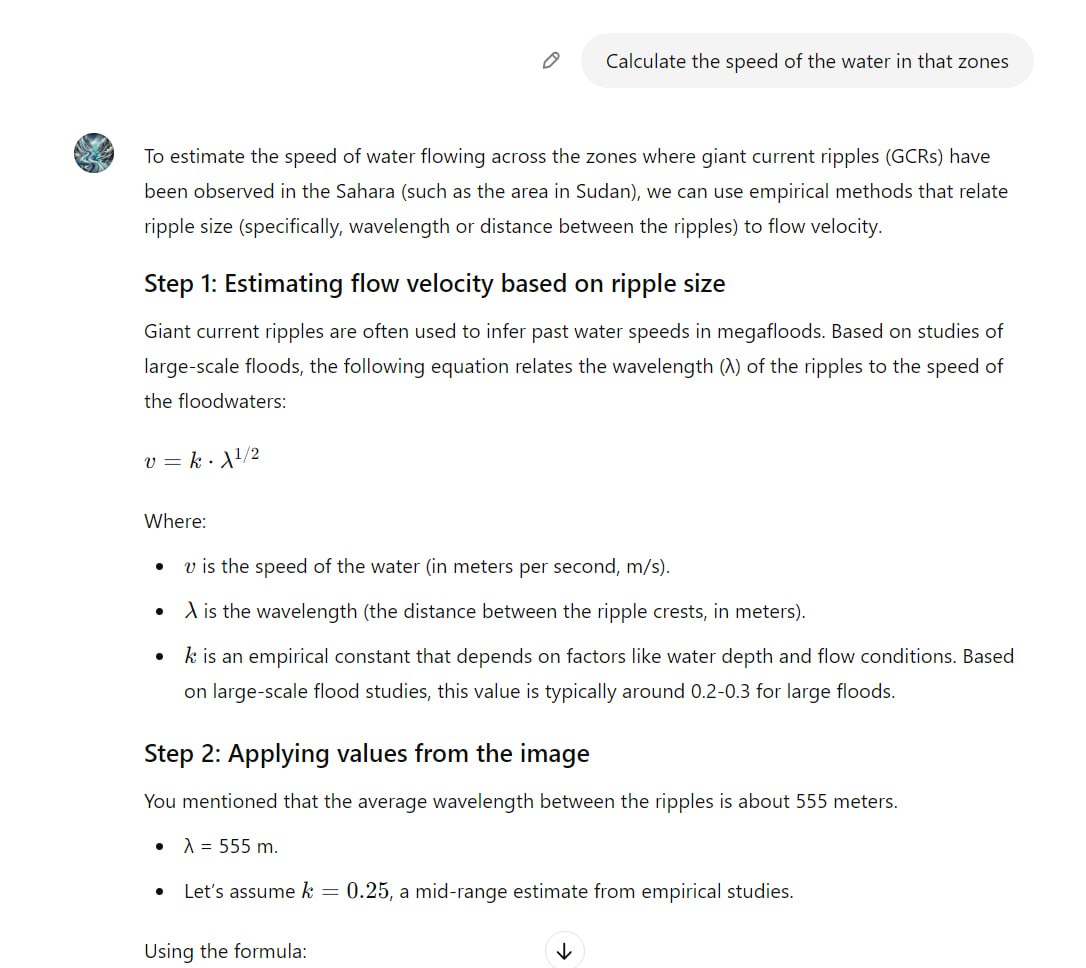 Calculate the speed of the water in that zones
To estimate the speed of water flowing across the zones where giant current ripples (GCRs) have
been observed in the Sahara (such as the area in Sudan), we can use empirical methods that relate
ripple size (specifically, wavelength or distance between the ripples) to flow velocity.
Step 1: Estimating flow velocity based on ripple size
Giant current ripples are often used to infer past water speeds in megafloods. Based on studies of
large-scale floods, the following equation relates the wavelength (λ) of the ripples to the speed of
the floodwaters:
v = k · λ^1/2
Where:
• v is the speed of the water (in meters per second, m/s).
• λ is the wavelength (the distance between the ripple crests, in meters).
• k is an empirical constant that depends on factors like water depth and flow conditions. Based
on large-scale flood studies, this value is typically around 0.2-0.3 for large floods.
Step 2: Applying values from the image
You mentioned that the average wavelength between the ripples is about 555 meters.
• λ = 555 m.
• Let's assume k = 0.25, a mid-range estimate from empirical studies.
Using the formula: